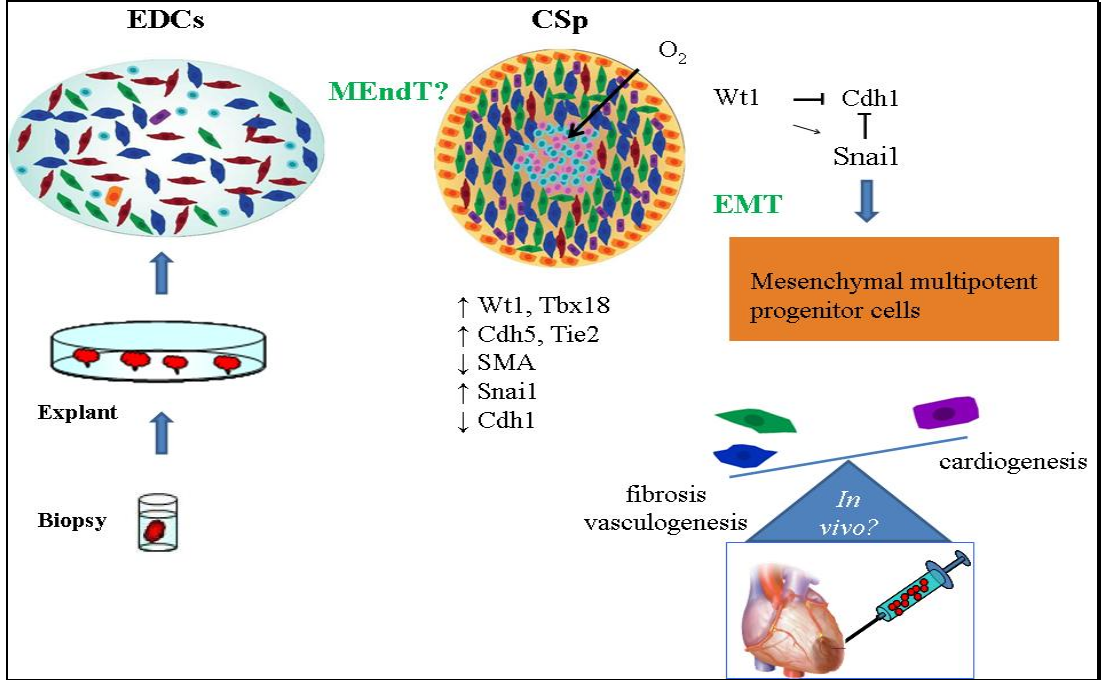 EDCs
CSp
O2
MEndT?
Wt1
Cdh1
Snail
EMT
Mesenchymal multipotent
progenitor cells
↑ Wt1, Tbx18
↑ Cdh5, Tie2
↓ SMA
↑ Snai1
↓ Cdh1
Explant
Biopsy
cardiogenesis
fibrosis
vasculogenesis
In
vivo?